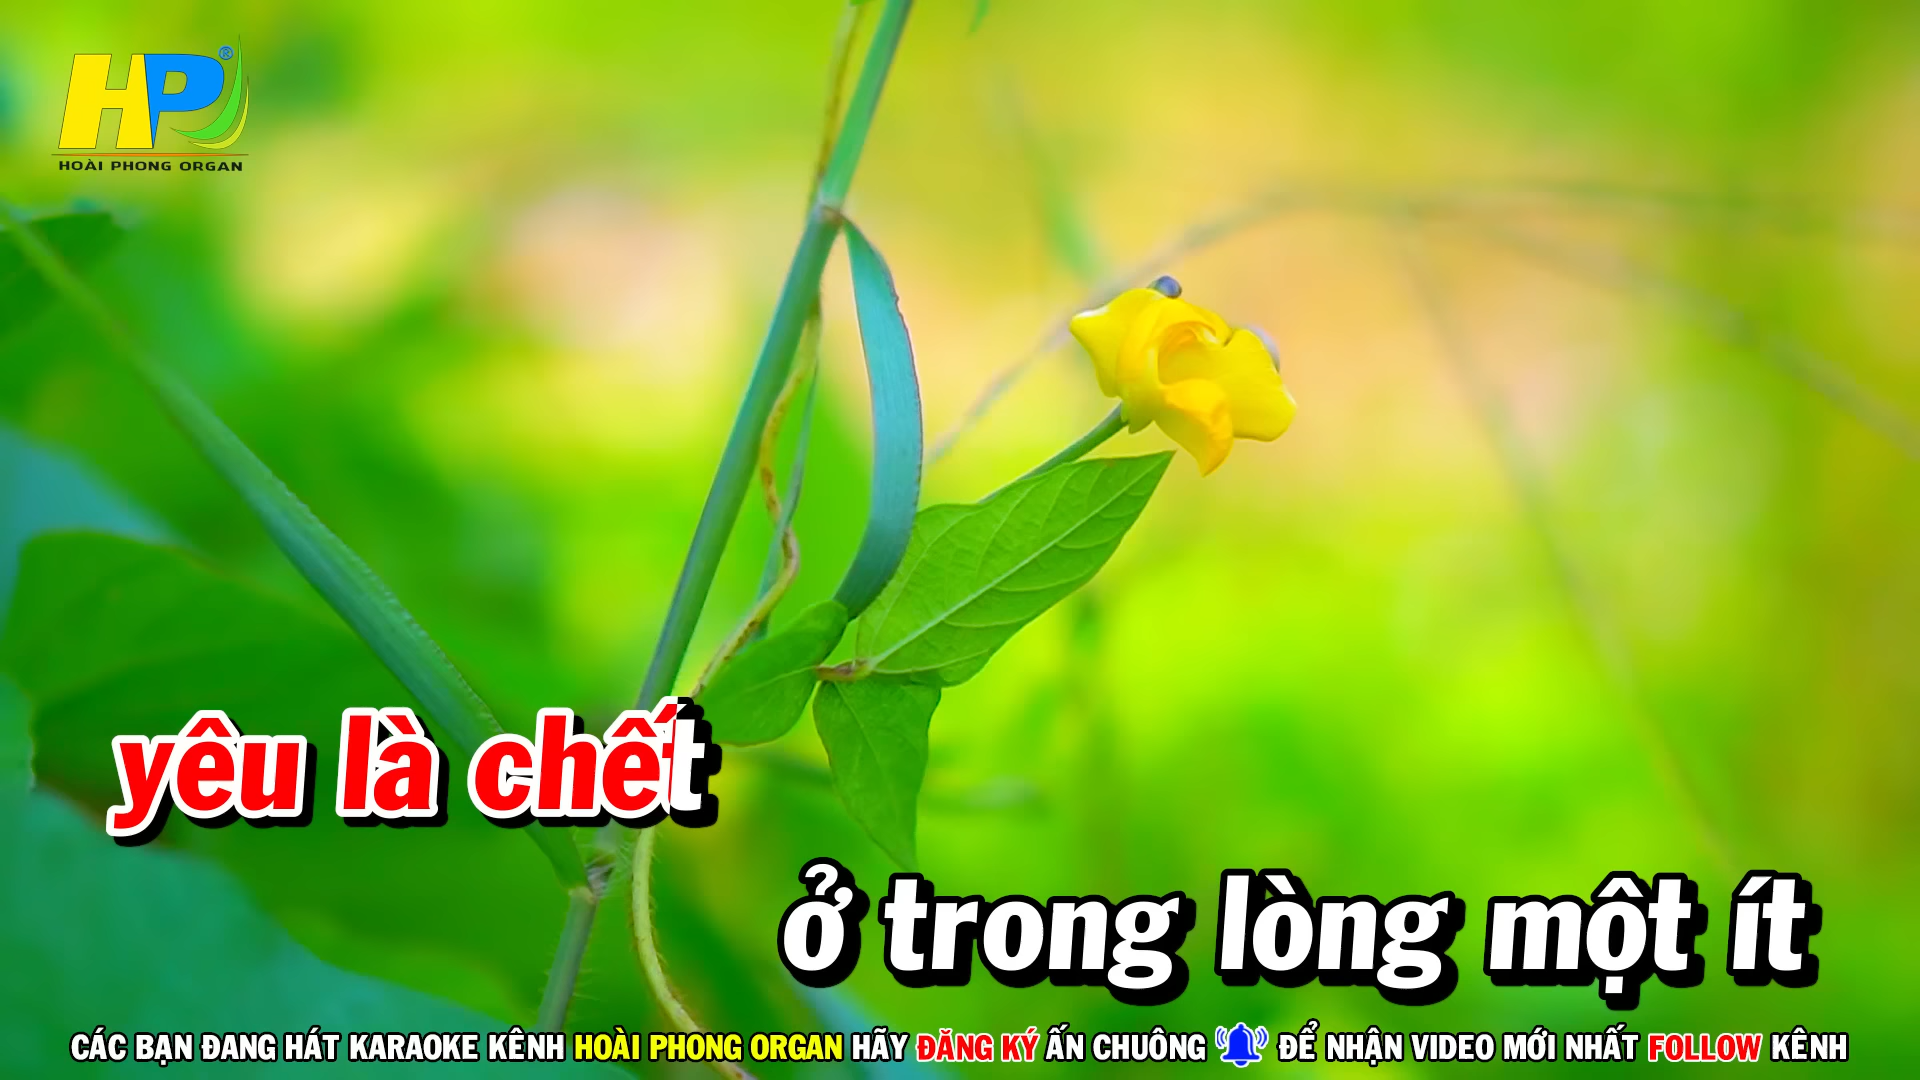 HP®
HOÀI PHONG ORGAN
yêu là chết
ở trong lòng một ít
CÁC BẠN ĐANG HÁT KARAOKE KÊNH HOÀI PHONG ORGAN HÃY ĐĂNG KÝ ẤN CHUÔNG ĐỂ NHẬN VIDEO MỚI NHẤT FOLLOW KÊNH